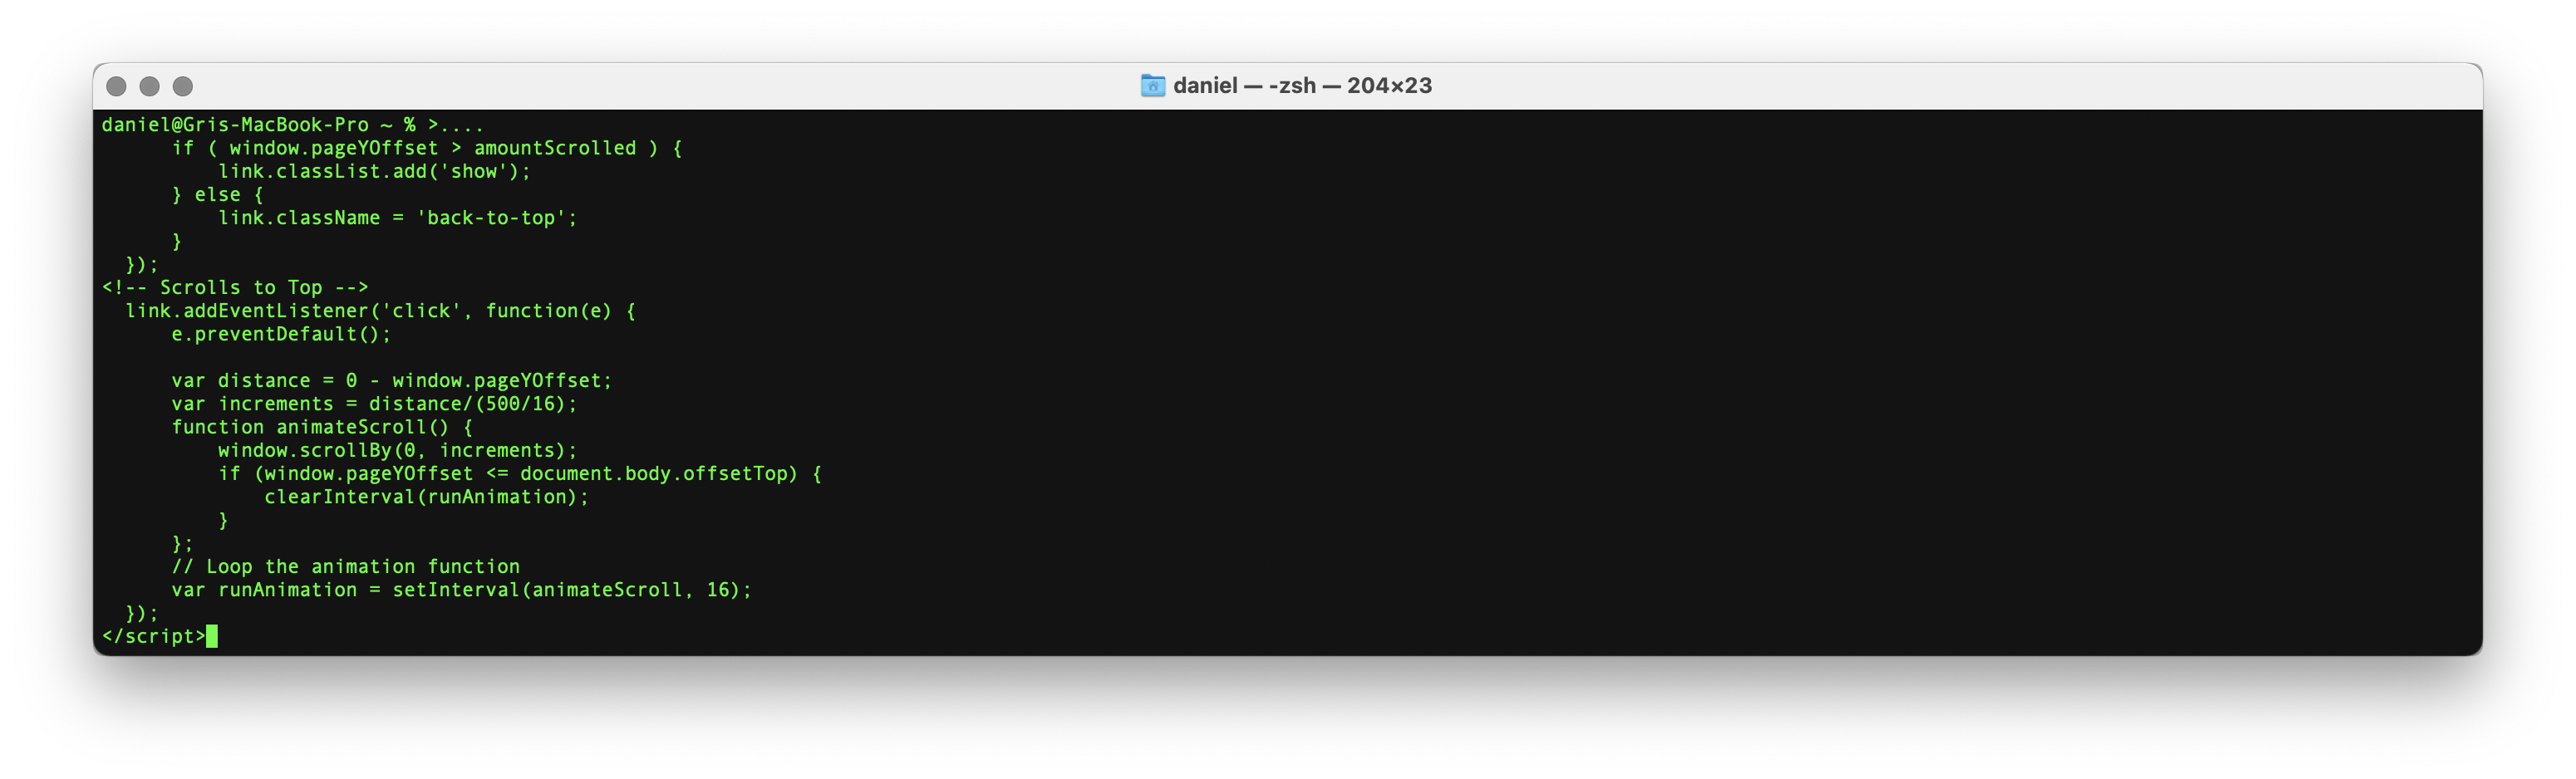 daniel — -zsh — 204×23
daniel@Gris-MacBook-Pro ~ % >....
      if ( window.pageYOffset > amountScrolled ) {
          link.classList.add('show');
      } else {
          link.className = 'back-to-top';
      }
  });
<!-- Scrolls to Top -->
  link.addEventListener('click', function(e) {
      e.preventDefault();

      var distance = 0 - window.pageYOffset;
      var increments = distance/(500/16);
      function animateScroll() {
          window.scrollBy(0, increments);
          if (window.pageYOffset <= document.body.offsetTop) {
              clearInterval(runAnimation);
          }
      };
      // Loop the animation function
      var runAnimation = setInterval(animateScroll, 16);
  });
</script>